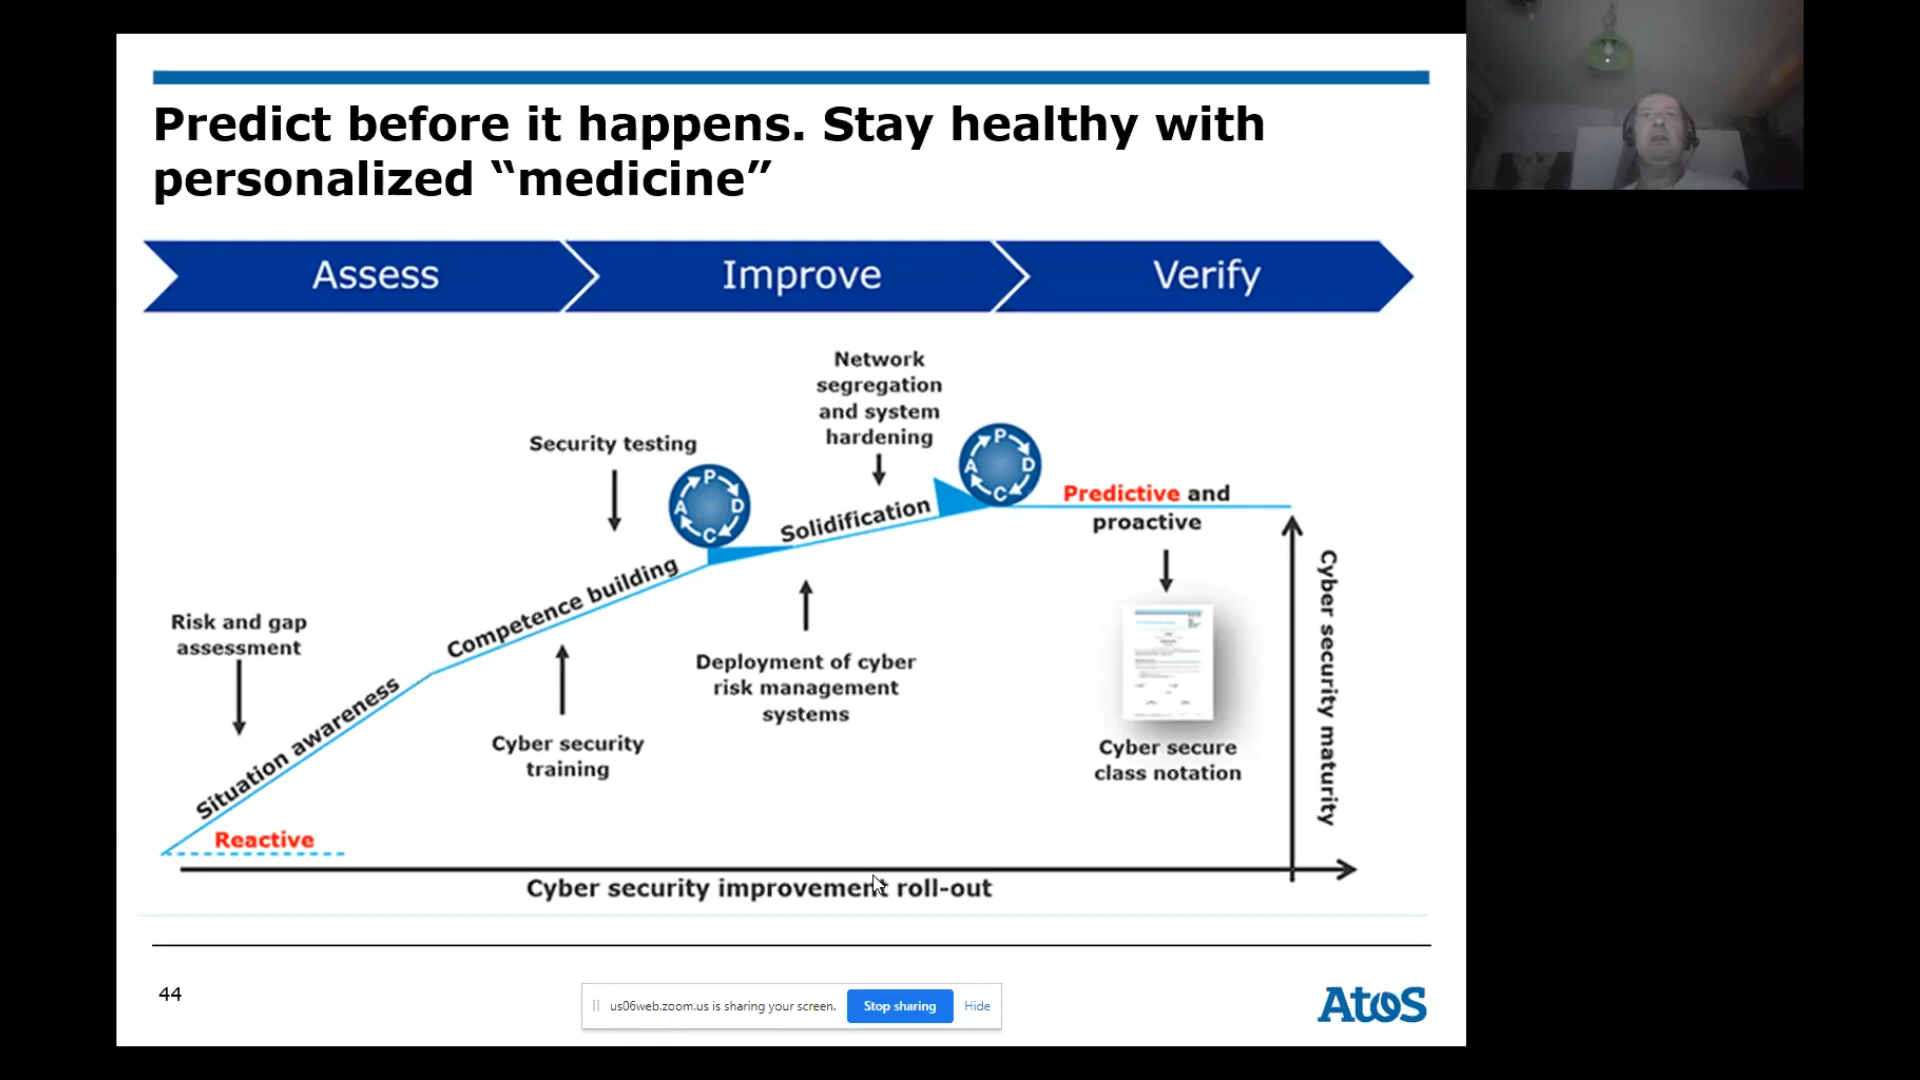 Predict before it happens. Stay healthy with
personalized “medicine”
Assess
Improve
Verify
Network
segregation
and system
hardening
Security testing
P
D
C
A
P
D
C
A
Solidification
Predictive and
proactive
Competence building
Risk and gap
assessment
Situation awareness
Cyber security
training
Deployment of cyber
risk management
systems
Cyber secure
class notation
Cyber security maturity
Reactive
Cyber security improvement roll-out
44
us06web.zoom.us is sharing your screen.
Stop sharing
Hide
Atos